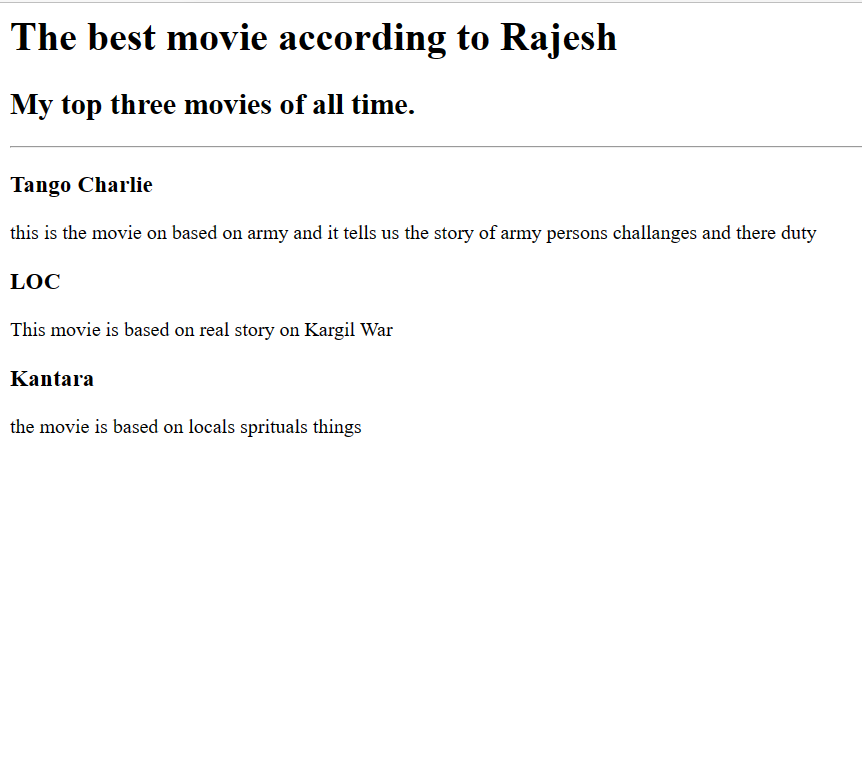 The best movie according to Rajesh
My top three movies of all time.
Tango Charlie
this is the movie on based on army and it tells us the story of army persons challanges and there duty
LOC
This movie is based on real story on Kargil War
Kantara
the movie is based on locals sprituals things